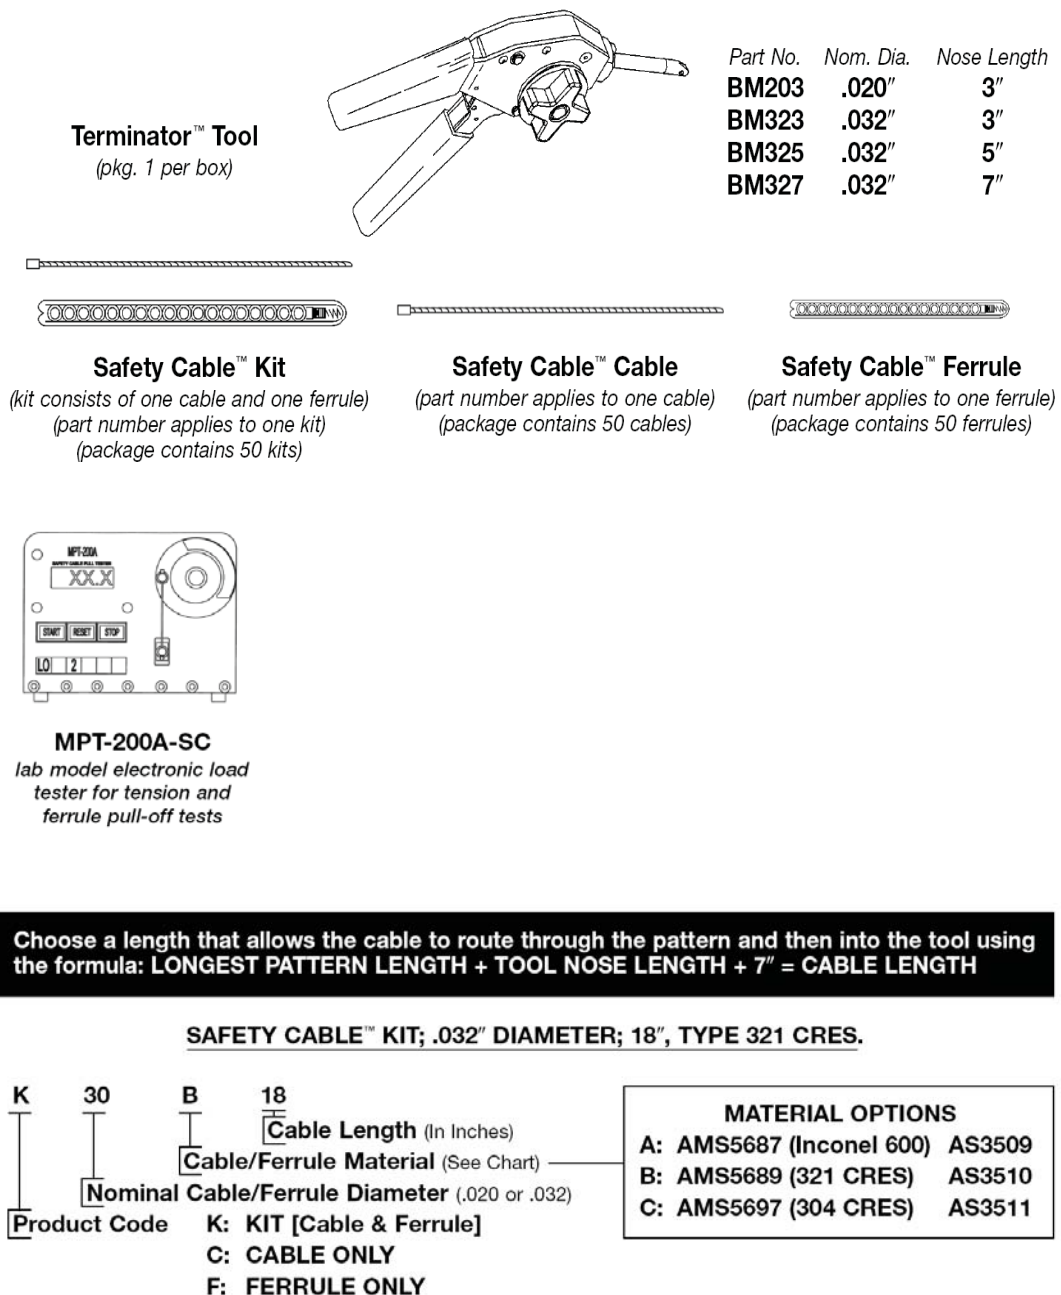 Terminator™ Tool
(pkg. 1 per box)
Part No. Nom. Dia. Nose Length
BM203 .020″ 3″
BM323 .032″ 3″
BM325 .032″ 5″
BM327 .032″ 7″
Safety Cable™ Kit
(kit consists of one cable and one ferrule)
(part number applies to one kit)
(package contains 50 kits)
Safety Cable™ Cable
(part number applies to one cable)
(package contains 50 cables)
Safety Cable™ Ferrule
(part number applies to one ferrule)
(package contains 50 ferrules)
MPT-200A
SAFETY CABLE PULL TESTER
XX.X
START RESET STOP
LO 2
MPT-200A-SC
lab model electronic load
tester for tension and
ferrule pull-off tests
Choose a length that allows the cable to route through the pattern and then into the tool using
the formula: LONGEST PATTERN LENGTH + TOOL NOSE LENGTH + 7″ = CABLE LENGTH
SAFETY CABLE™ KIT; .032″ DIAMETER; 18″, TYPE 321 CRES.
K 30 B 18
Cable Length (In Inches)
Cable/Ferrule Material (See Chart)
Nominal Cable/Ferrule Diameter (.020 or .032)
Product Code K: KIT [Cable & Ferrule]
C: CABLE ONLY
F: FERRULE ONLY
MATERIAL OPTIONS
A: AMS5687 (Inconel 600) AS3509
B: AMS5689 (321 CRES) AS3510
C: AMS5697 (304 CRES) AS3511